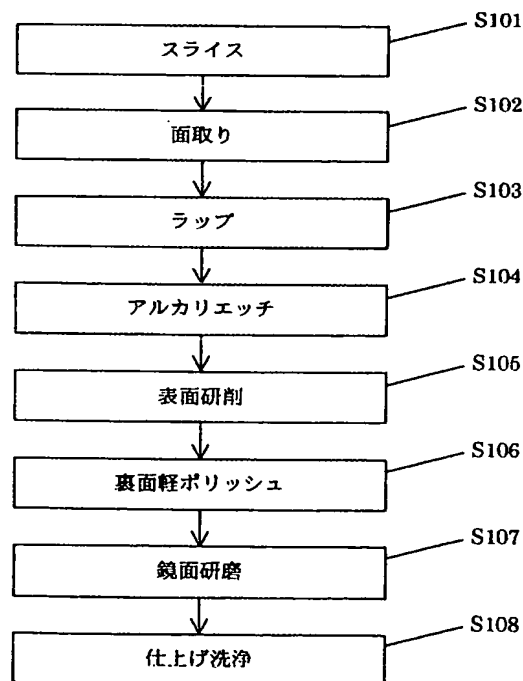 S101
スライス
S102
面取り
S103
ラップ
S104
アルカリエッチ
S105
表面研削
S106
裏面軽ポリッシュ
S107
鏡面研磨
S108
仕上げ洗浄